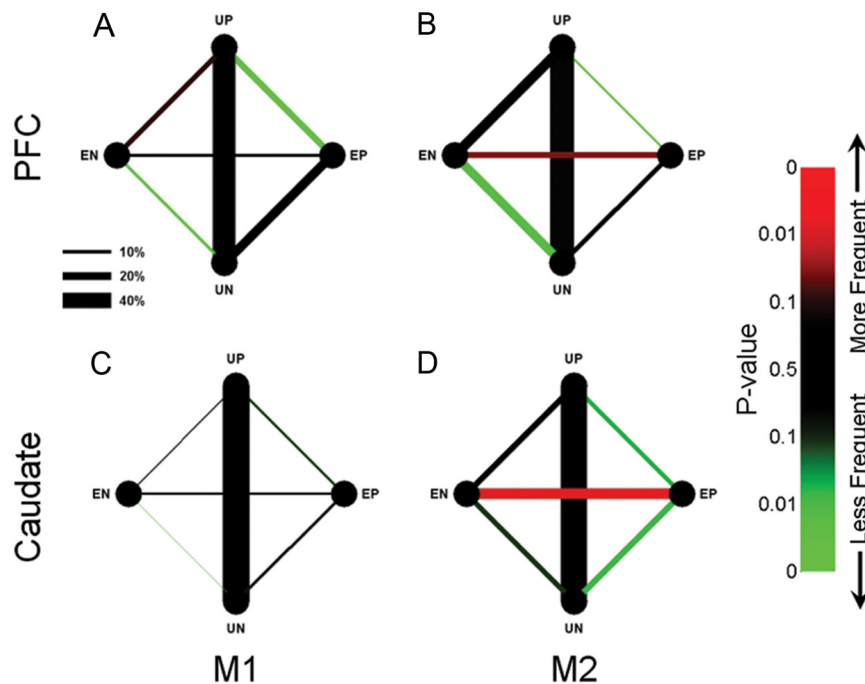 A
UP
EN
EP
UN
10%
20%
40%
B
UP
EN
EP
UN
PFC
C
UP
EN
EP
UN
D
UP
EN
EP
UN
Caudate
M1
M2
P-value
0
0.01
0.1
0.5
0.1
0.01
0
More Frequent
Less Frequent